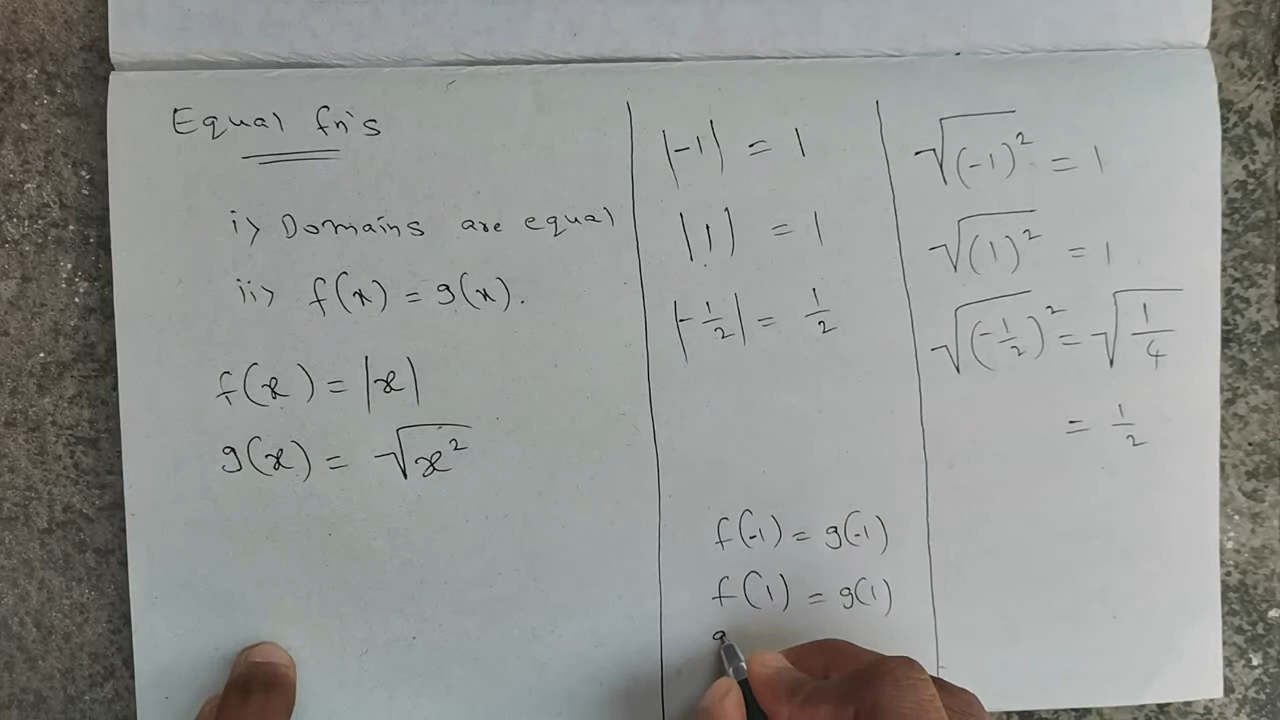 Equal fn's
i> Domains are equal
ii> f(x) = g(x).
f(x) = |x|
g(x) = √x²
|-1| = 1
|1| = 1
|-1/2| = 1/2
f(-1) = g(-1)
f(1) = g(1)
√(-1)² = 1
√(1)² = 1
√(-1/2)² = √1/4
= 1/2